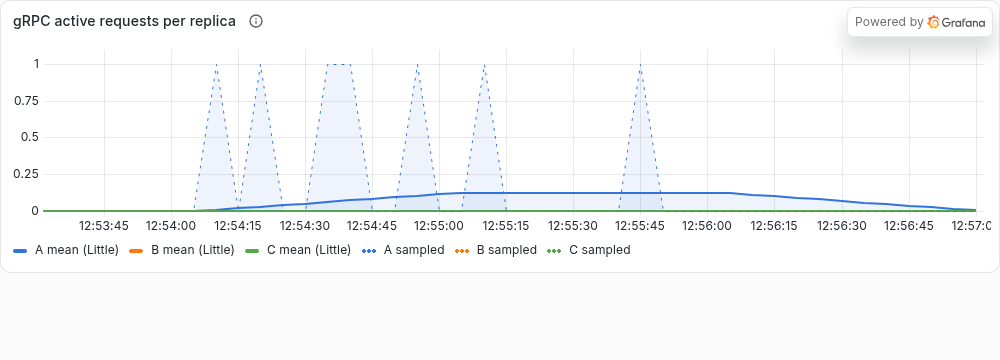 gRPC active requests per replica
Powered by Grafana
1
0.75
0.5
0.25
0
12:53:45 12:54:00 12:54:15 12:54:30 12:54:45 12:55:00 12:55:15 12:55:30 12:55:45 12:56:00 12:56:15 12:56:30 12:56:45 12:57:0
A mean (Little) B mean (Little) C mean (Little) A sampled B sampled C sampled